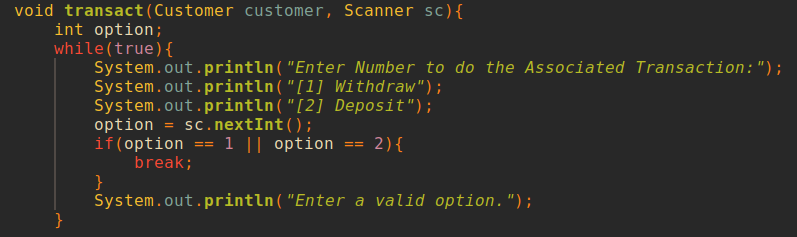 void transact(Customer customer, Scanner sc){
    int option;
    while(true){
        System.out.println("Enter Number to do the Associated Transaction:");
        System.out.println("[1] Withdraw");
        System.out.println("[2] Deposit");
        option = sc.nextInt();
        if(option == 1 || option == 2){
            break;
        }
        System.out.println("Enter a valid option.");
    }